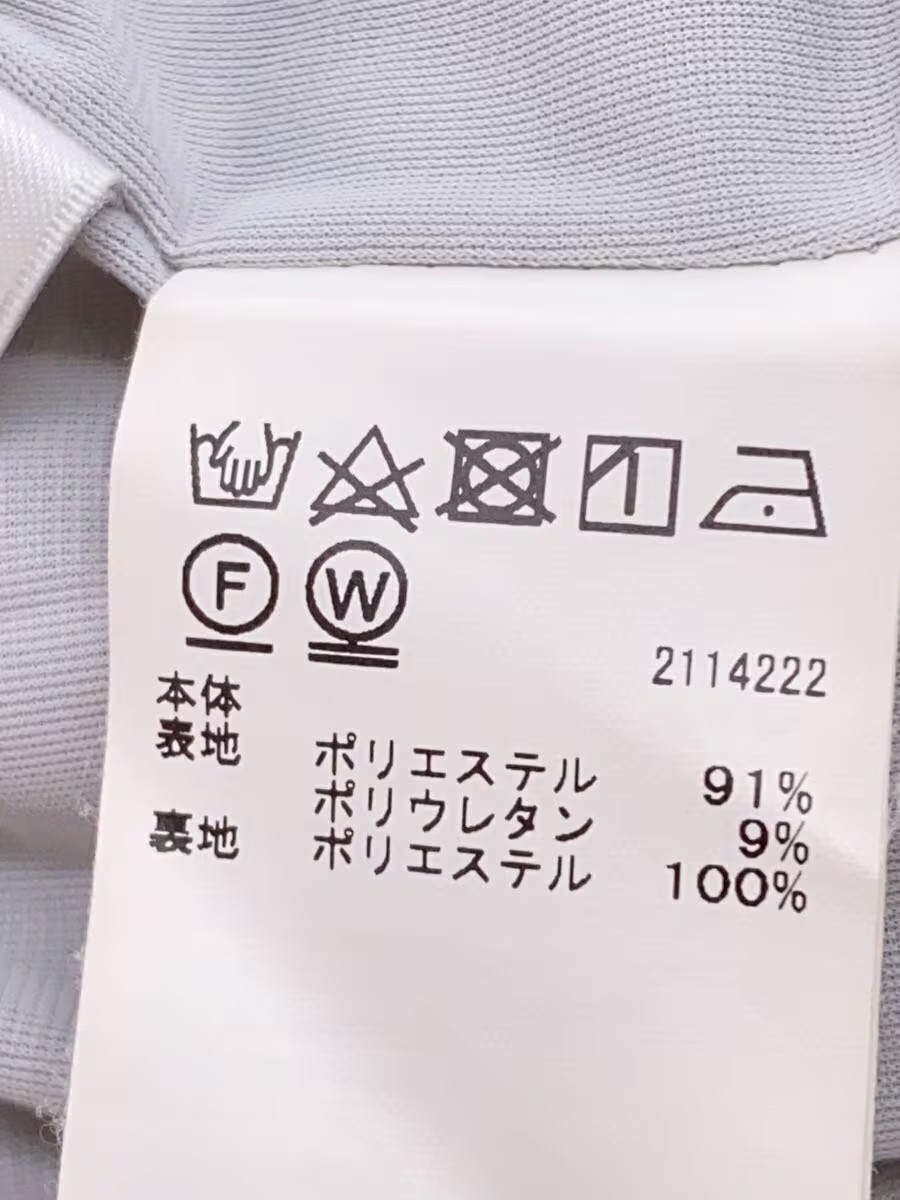 F W
2114222
本体
表地 ポリエステル 91%
ポリウレタン 9%
裏地 ポリエステル 100%